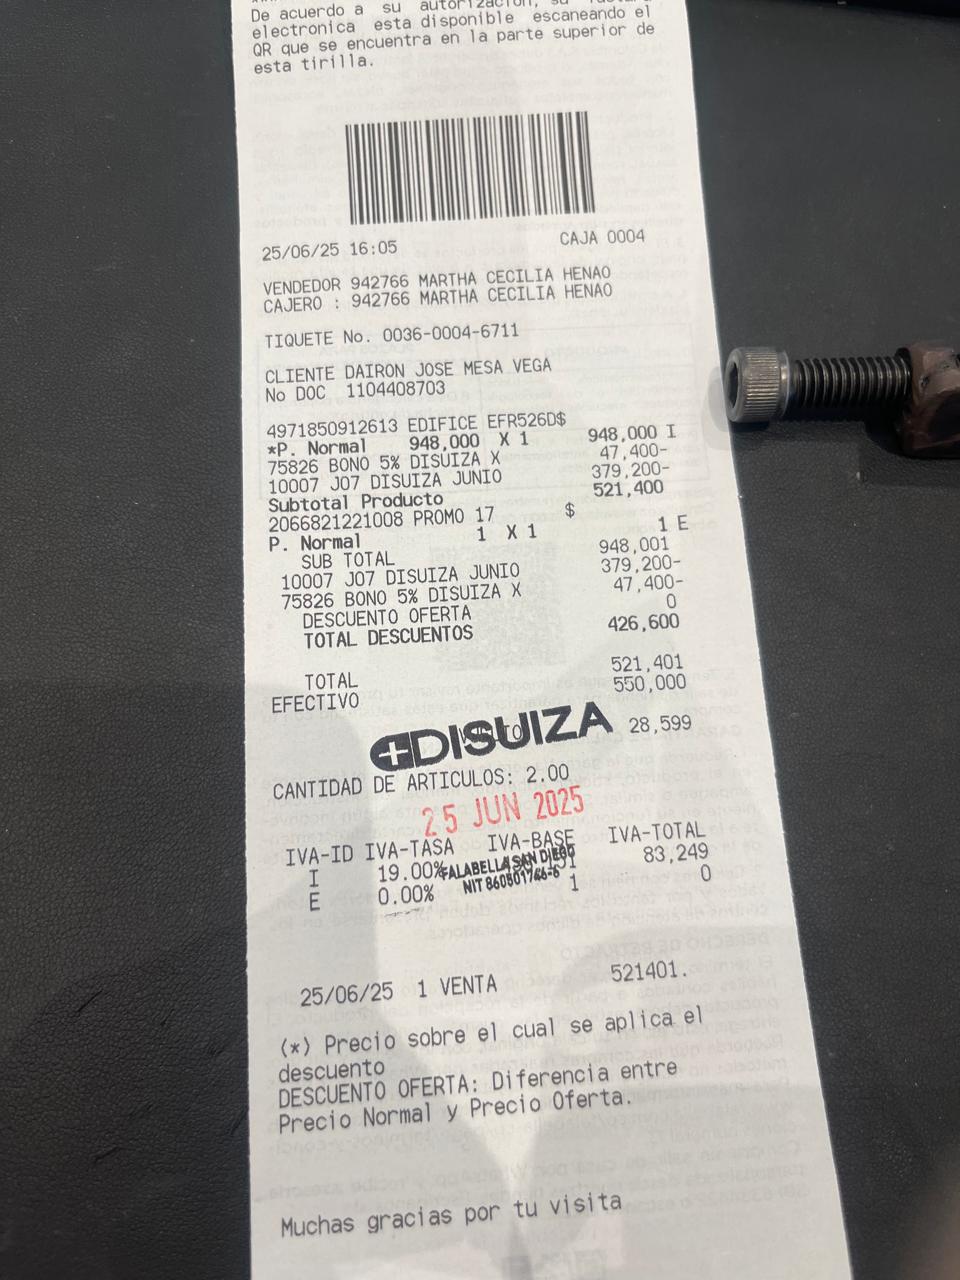 De acuerdo a su autorización, su
electronica esta disponible escaneando el
QR que se encuentra en la parte superior de
esta tirilla.
25/06/25 16:05 CAJA 0004
VENDEDOR 942766 MARTHA CECILIA HENAO
CAJERO : 942766 MARTHA CECILIA HENAO
TIQUETE No. 0036-0004-6711
CLIENTE DAIRON JOSE MESA VEGA
No DOC 1104408703
4971850912613 EDIFICE EFR526D$
*P. Normal 948,000 X 1 948,000 I
75826 BONO 5% DISUIZA X 47,400-
10007 J07 DISUIZA JUNIO 379,200-
Subtotal Producto 521,400
2066821221008 PROMO 17 $
P. Normal 1 X 1 1 E
SUB TOTAL 948,001
10007 J07 DISUIZA JUNIO 379,200-
75826 BONO 5% DISUIZA X 47,400-
DESCUENTO OFERTA 0
TOTAL DESCUENTOS 426,600
TOTAL 521,401
EFECTIVO 550,000
DISUIZA 28,599
CANTIDAD DE ARTICULOS: 2.00
25 JUN 2025
IVA-ID IVA-TASA IVA-BASE IVA-TOTAL
I 19.00% 83,249
FALABELLA SAN DIEGO
NIT 860501746-6
E 0.00% 1 0
25/06/25 1 VENTA 521401.
(*) Precio sobre el cual se aplica el
descuento
DESCUENTO OFERTA: Diferencia entre
Precio Normal y Precio Oferta.
Muchas gracias por tu visita